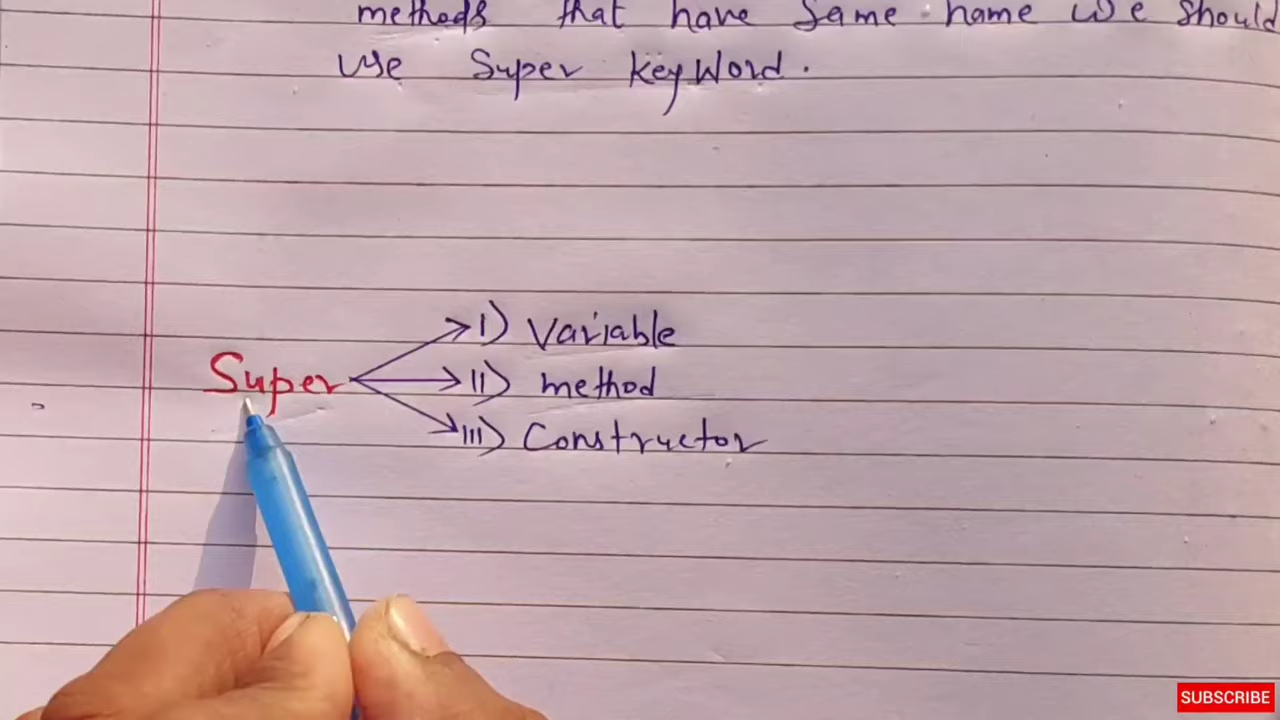 methods that have same name we should
use super keyword.
I) Variable
Super II) method
III) Constructor
SUBSCRIBE